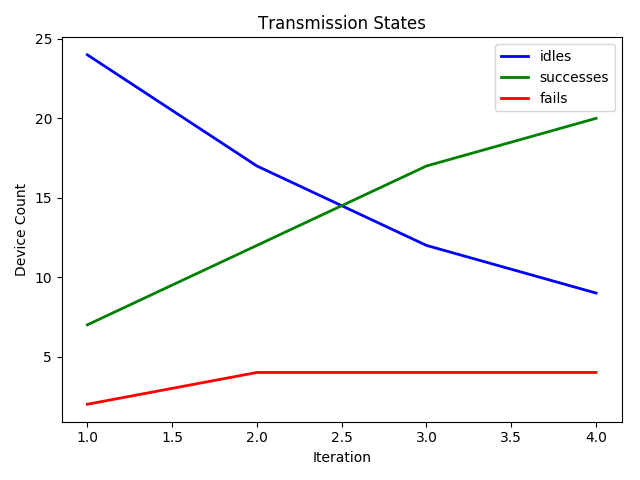 Transmission States
25
20
15
10
5
Device Count
idles
successes
fails
1.0 1.5 2.0 2.5 3.0 3.5 4.0
Iteration